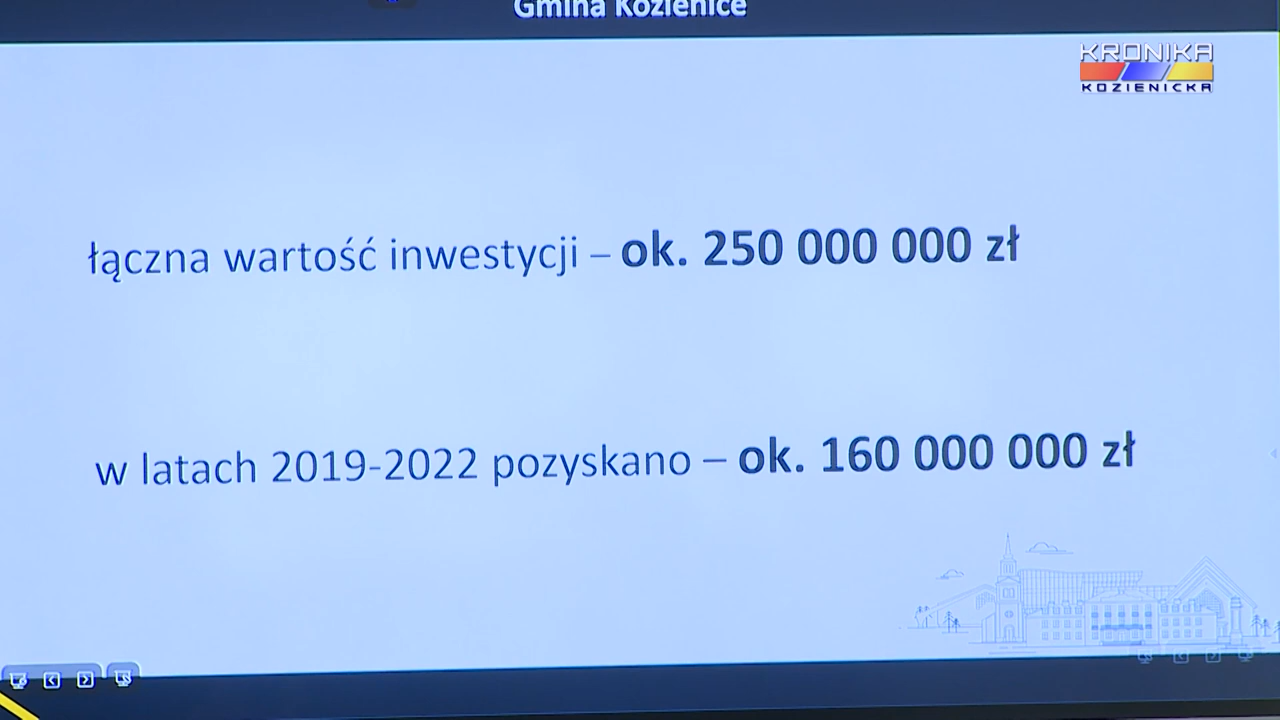 Gmina Kozienice
KRONIKA
KOZIENICKA
łączna wartość inwestycji – ok. 250 000 000 zł
w latach 2019-2022 pozyskano – ok. 160 000 000 zł